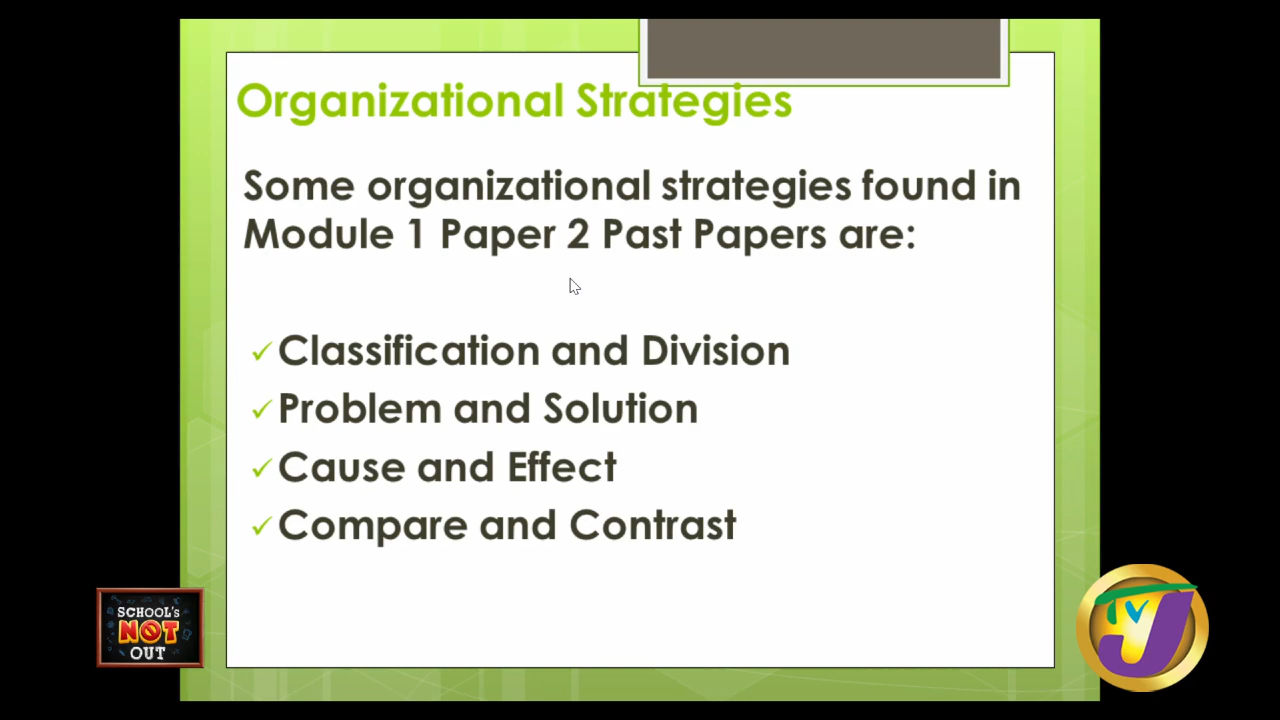 Organizational Strategies
Some organizational strategies found in
Module 1 Paper 2 Past Papers are:
✓Classification and Division
✓Problem and Solution
✓Cause and Effect
✓Compare and Contrast
SCHOOL's
NOT
OUT
TVJ